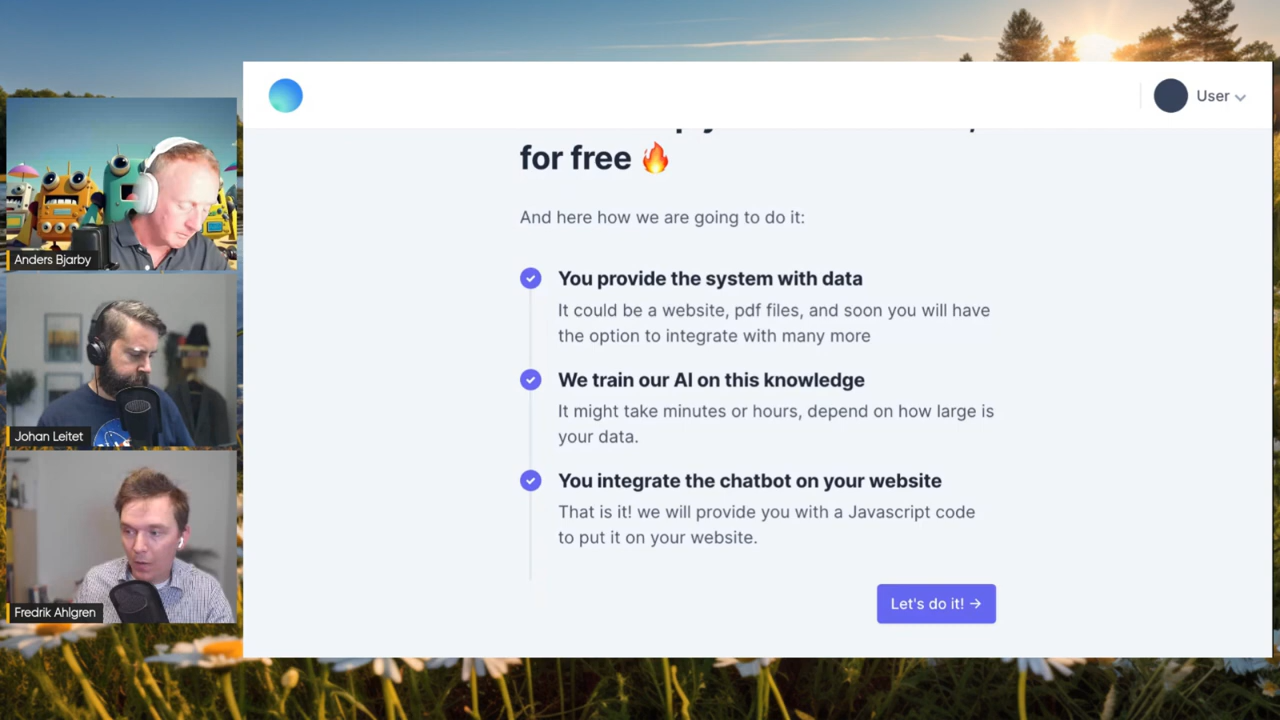 User
for free 🔥
And here how we are going to do it:
You provide the system with data
It could be a website, pdf files, and soon you will have
the option to integrate with many more
We train our AI on this knowledge
It might take minutes or hours, depend on how large is
your data.
You integrate the chatbot on your website
That is it! we will provide you with a Javascript code
to put it on your website.
Let's do it! →
Anders Bjarby
Johan Leitet
Fredrik Ahlgren